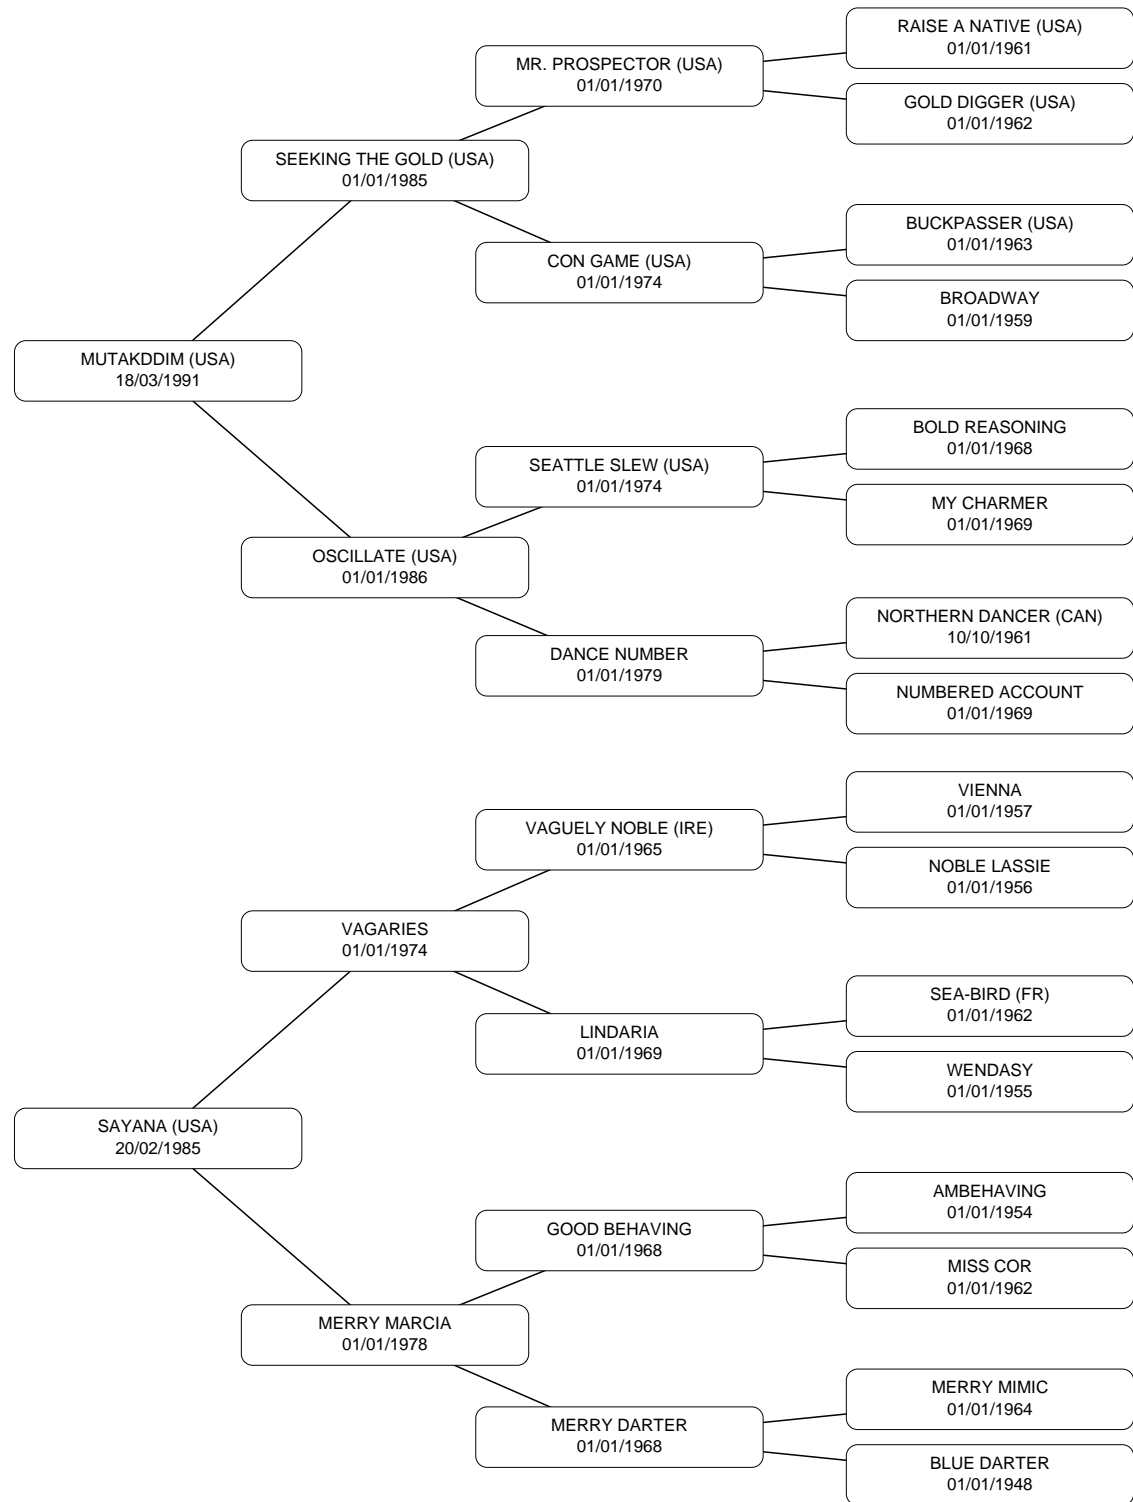 RAISE A NATIVE (USA)
01/01/1961
MR. PROSPECTOR (USA)
01/01/1970
GOLD DIGGER (USA)
01/01/1962
SEEKING THE GOLD (USA)
01/01/1985
BUCKPASSER (USA)
01/01/1963
CON GAME (USA)
01/01/1974
BROADWAY
01/01/1959
MUTAKDDIM (USA)
18/03/1991
BOLD REASONING
01/01/1968
SEATTLE SLEW (USA)
01/01/1974
MY CHARMER
01/01/1969
OSCILLATE (USA)
01/01/1986
NORTHERN DANCER (CAN)
10/10/1961
DANCE NUMBER
01/01/1979
NUMBERED ACCOUNT
01/01/1969
VIENNA
01/01/1957
VAGUELY NOBLE (IRE)
01/01/1965
NOBLE LASSIE
01/01/1956
VAGARIES
01/01/1974
SEA-BIRD (FR)
01/01/1962
LINDARIA
01/01/1969
WENDASY
01/01/1955
SAYANA (USA)
20/02/1985
AMBEHAVING
01/01/1954
GOOD BEHAVING
01/01/1968
MISS COR
01/01/1962
MERRY MARCIA
01/01/1978
MERRY MIMIC
01/01/1964
MERRY DARTER
01/01/1968
BLUE DARTER
01/01/1948